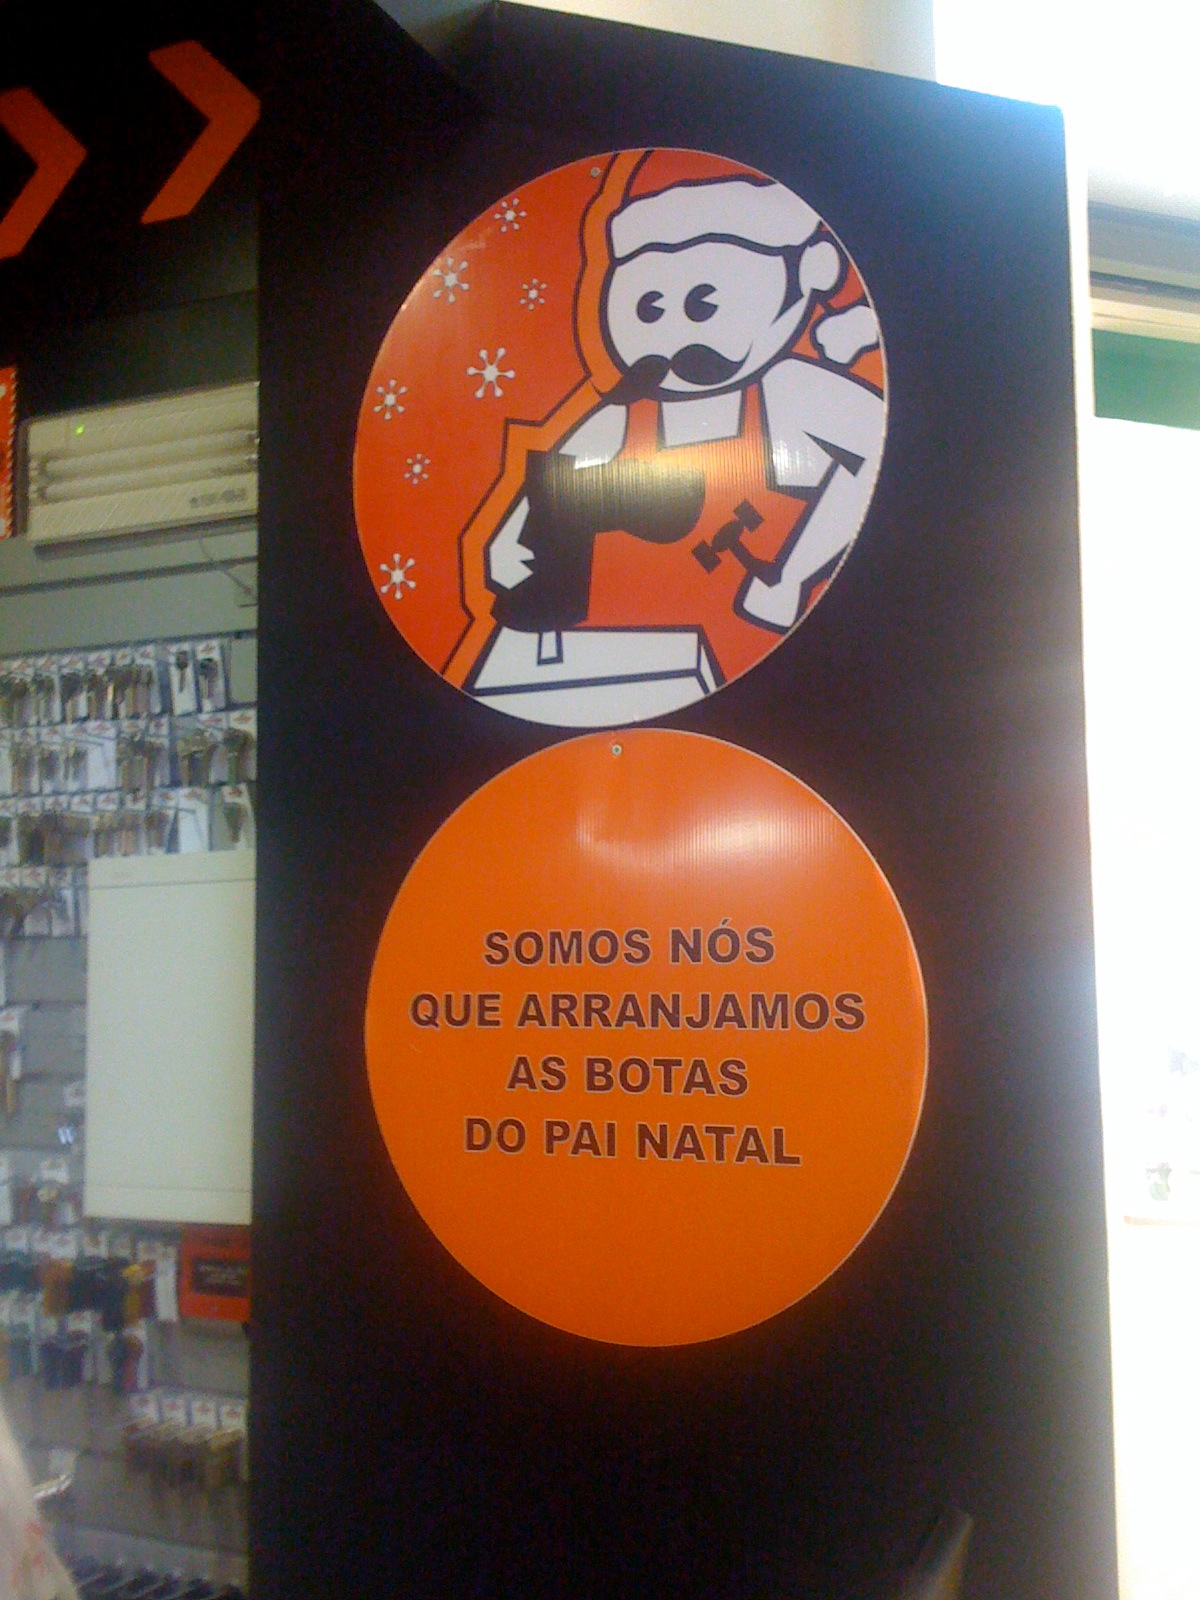 SOMOS NÓS
QUE ARRANJAMOS
AS BOTAS
DO PAI NATAL